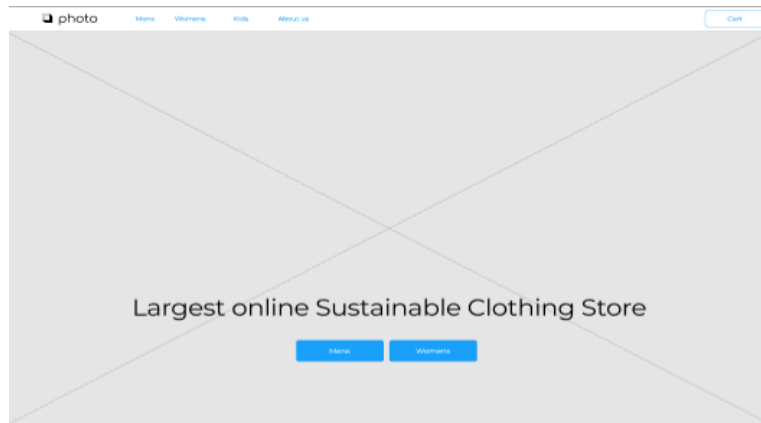 photo Mens Womens Kids About us Cart
Largest online Sustainable Clothing Store
Mens Womens